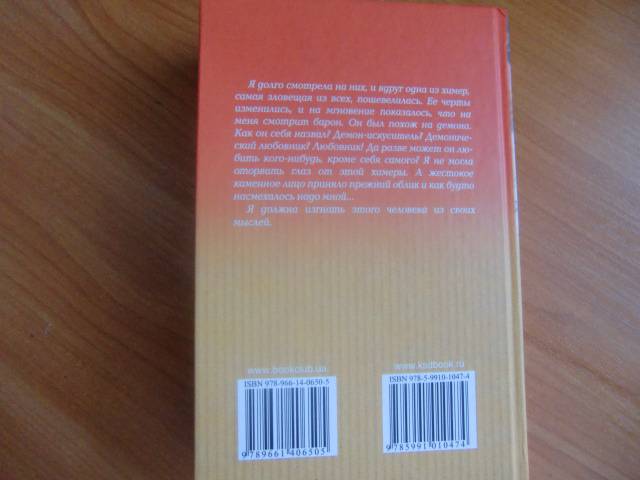 Я долго смотрела на них, и вдруг одна из химер,
самая зловещая из всех, пошевелилась. Ее черты
изменились, и на мгновение показалось, что на
меня смотрит барон. Он был похож на демона.
Как он себя назвал? Демон-искуситель? Демониче-
ский любовник? Любовник! Да разве может он лю-
бить кого-нибудь, кроме себя самого? Я не могла
оторвать глаз от этой химеры. А жестокое
каменное лицо приняло прежний облик и как будто
насмехалось надо мной...
Я должна изгнать этого человека из своих
мыслей.
www.bookclub.ua
ISBN 978-966-14-0650-5
9789661406505
www.ksdbook.ru
ISBN 978-5-9910-1047-4
9785991010474